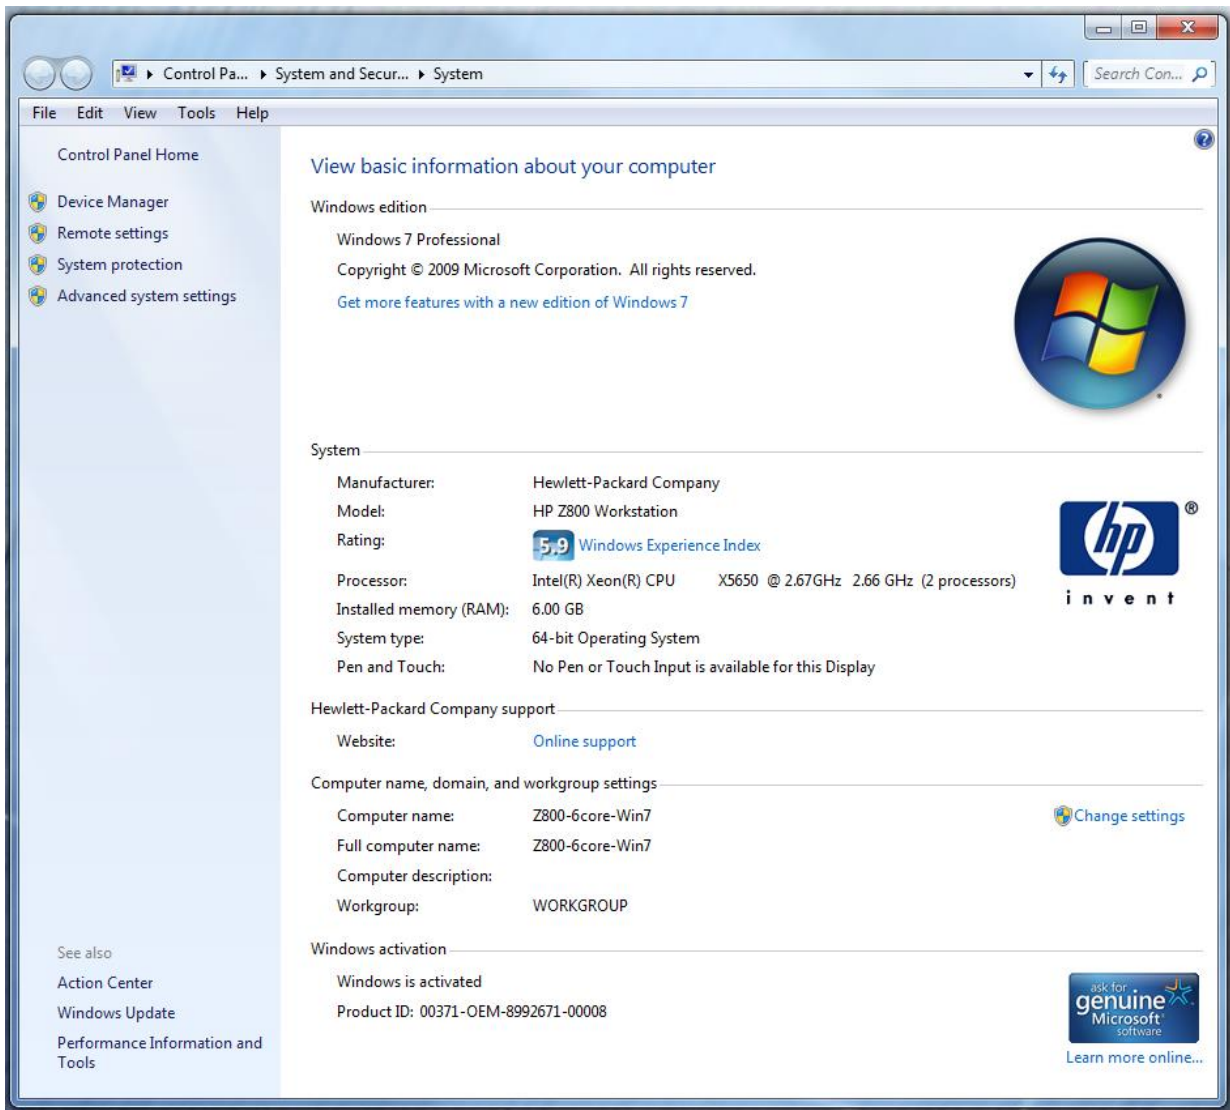 Control Pa... ▸ System and Secur... ▸ System
Search Con...
File Edit View Tools Help
Control Panel Home
Device Manager
Remote settings
System protection
Advanced system settings
See also
Action Center
Windows Update
Performance Information and
Tools
View basic information about your computer
Windows edition
Windows 7 Professional
Copyright © 2009 Microsoft Corporation. All rights reserved.
Get more features with a new edition of Windows 7
System
Manufacturer: Hewlett-Packard Company
Model: HP Z800 Workstation
Rating: 5.9 Windows Experience Index
Processor: Intel(R) Xeon(R) CPU X5650 @ 2.67GHz 2.66 GHz (2 processors)
Installed memory (RAM): 6.00 GB
System type: 64-bit Operating System
Pen and Touch: No Pen or Touch Input is available for this Display
hp ®
invent
Hewlett-Packard Company support
Website: Online support
Computer name, domain, and workgroup settings
Computer name: Z800-6core-Win7
Change settings
Full computer name: Z800-6core-Win7
Computer description:
Workgroup: WORKGROUP
Windows activation
Windows is activated
Product ID: 00371-OEM-8992671-00008
ask for
genuine
Microsoft
software
Learn more online...